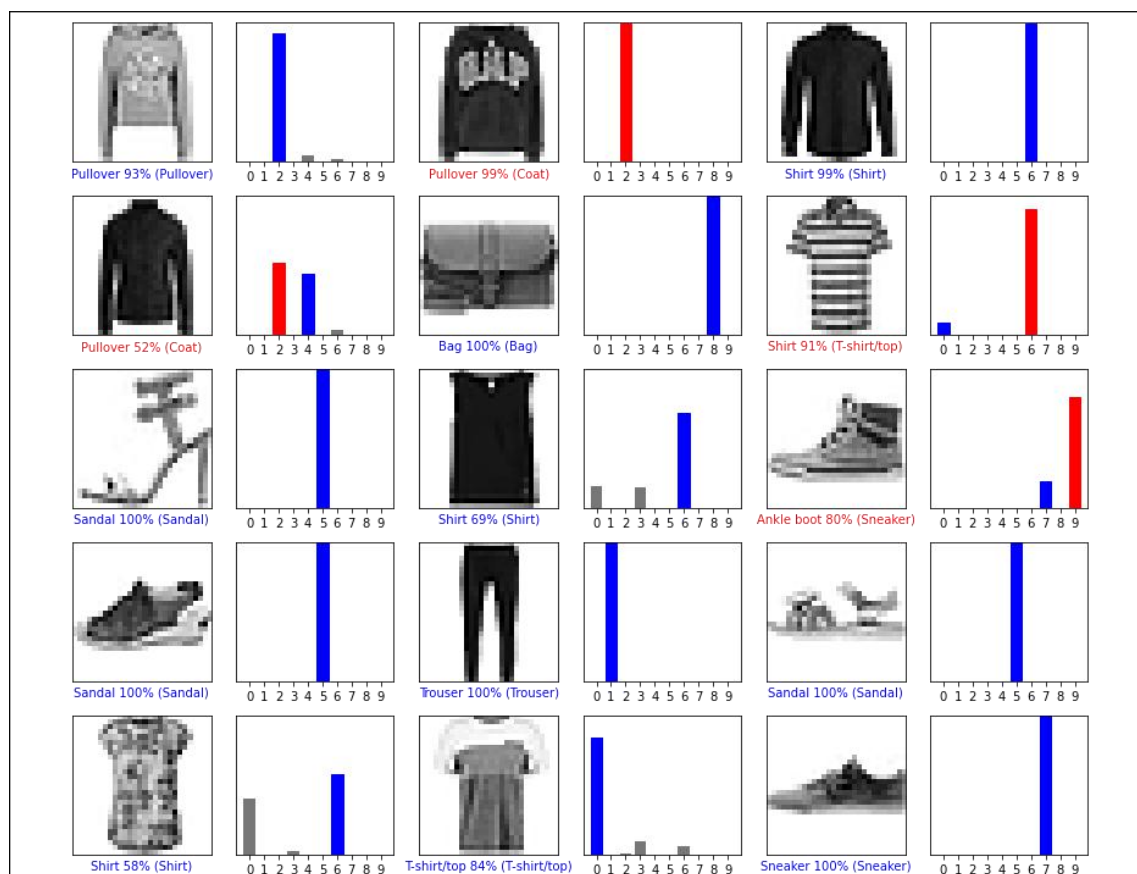 0 1 2 3 4 5 6 7 8 9 0 1 2 3 4 5 6 7 8 9 0 1 2 3 4 5 6 7 8 9
Pullover 93% (Pullover) Pullover 99% (Coat) Shirt 99% (Shirt)
0 1 2 3 4 5 6 7 8 9 0 1 2 3 4 5 6 7 8 9 0 1 2 3 4 5 6 7 8 9
Pullover 52% (Coat) Bag 100% (Bag) Shirt 91% (T-shirt/top)
0 1 2 3 4 5 6 7 8 9 0 1 2 3 4 5 6 7 8 9 0 1 2 3 4 5 6 7 8 9
Sandal 100% (Sandal) Shirt 69% (Shirt) Ankle boot 80% (Sneaker)
0 1 2 3 4 5 6 7 8 9 0 1 2 3 4 5 6 7 8 9 0 1 2 3 4 5 6 7 8 9
Sandal 100% (Sandal) Trouser 100% (Trouser) Sandal 100% (Sandal)
0 1 2 3 4 5 6 7 8 9 0 1 2 3 4 5 6 7 8 9 0 1 2 3 4 5 6 7 8 9
Shirt 58% (Shirt) T-shirt/top 84% (T-shirt/top) Sneaker 100% (Sneaker)